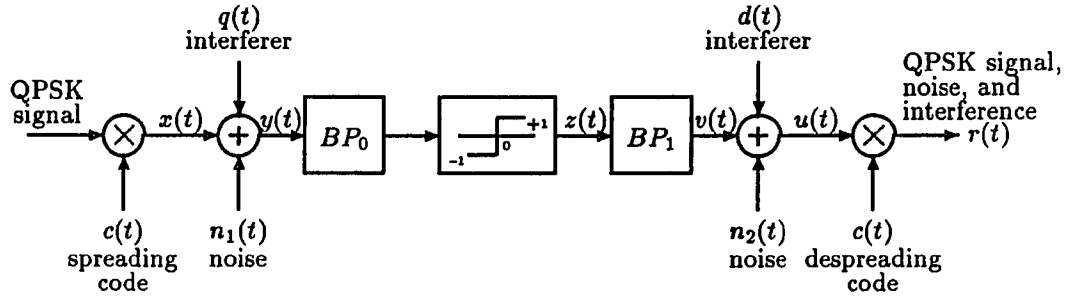 q(t)
interferer
d(t)
interferer
QPSK
signal
x(t)
y(t)
BP₀
+1
0
-1
z(t)
BP₁
v(t)
u(t)
QPSK signal,
noise, and
interference
r(t)
×
+
+
×
c(t)
spreading
code
n₁(t)
noise
n₂(t)
noise
c(t)
despreading
code